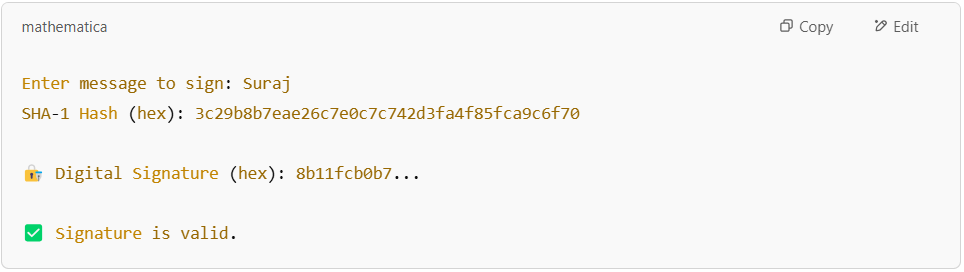 mathematica Copy Edit
Enter message to sign: Suraj
SHA-1 Hash (hex): 3c29b8b7eae26c7e0c7c742d3fa4f85fca9c6f70
🔐 Digital Signature (hex): 8b11fcb0b7...
✅ Signature is valid.